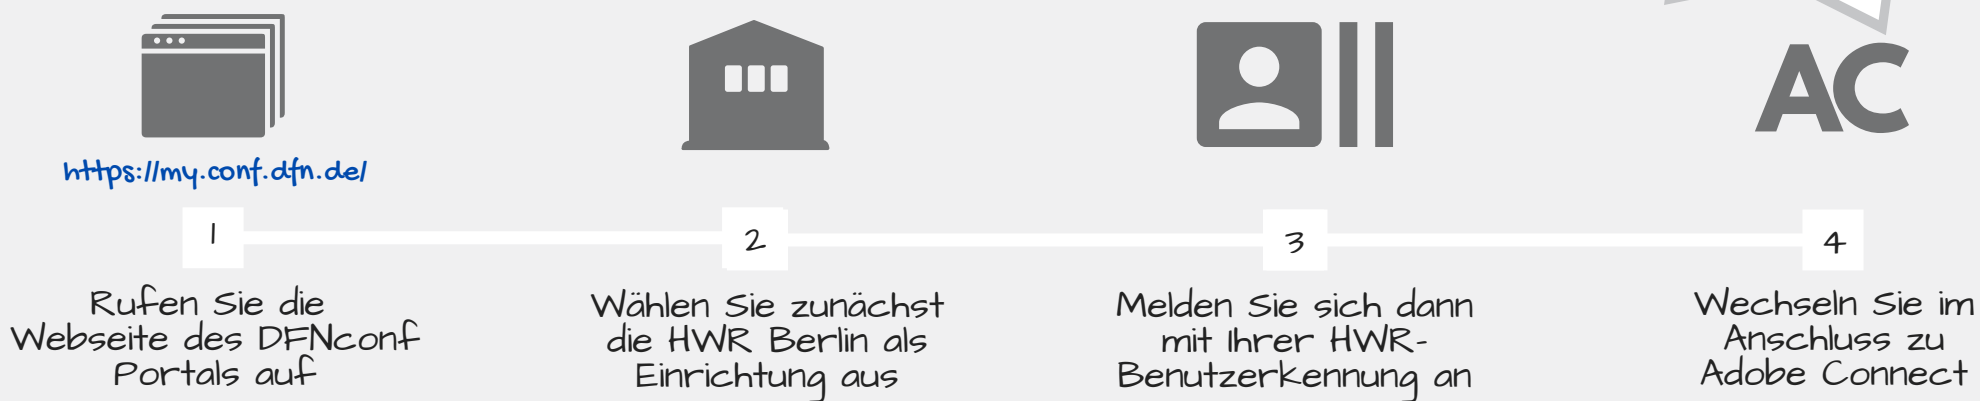 AC
https://my.conf.dfn.de/
1
2
3
4
Rufen Sie die
Webseite des DFNconf
Portals auf
Wählen Sie zunächst
die HWR Berlin als
Einrichtung aus
Melden Sie sich dann
mit Ihrer HWR-
Benutzerkennung an
Wechseln Sie im
Anschluss zu
Adobe Connect